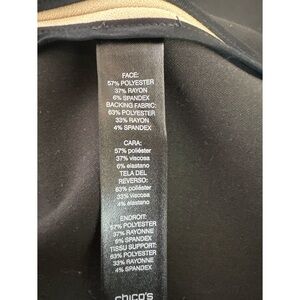 FACE:
57% POLYESTER
37% RAYON
6% SPANDEX
BACKING FABRIC:
63% POLYESTER
33% RAYON
4% SPANDEX
CARA:
57% poliéster
37% viscosa
6% elastano
TELA DEL
REVERSO:
63% poliéster
33% viscosa
4% elastano
ENDROIT:
57% POLYESTER
37% RAYONNE
6% SPANDEX
TISSU SUPPORT:
63% POLYESTER
33% RAYONNE
4% SPANDEX
chico's